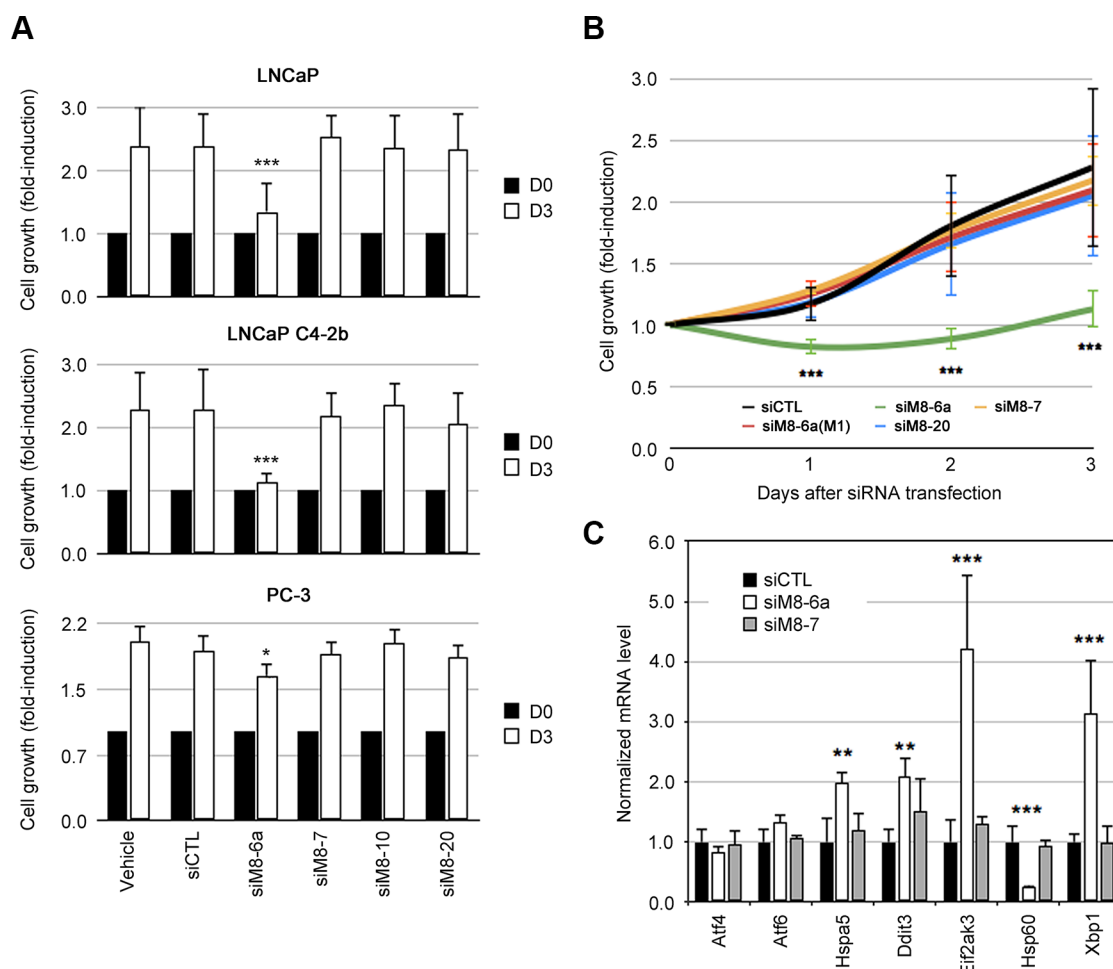 A
LNCaP
Cell growth (fold-induction)
3.0
2.0
1.0
0.0
***
D0
D3
LNCaP C4-2b
Cell growth (fold-induction)
3.0
2.0
1.0
0.0
***
D0
D3
PC-3
Cell growth (fold-induction)
2.2
1.5
0.7
0.0
*
D0
D3
Vehicle
siCTL
siM8-6a
siM8-7
siM8-10
siM8-20
B
Cell growth (fold-induction)
3.0
2.5
2.0
1.5
1.0
0.5
0.0
*** *** ***
siCTL siM8-6a siM8-7
siM8-6a(M1) siM8-20
0 1 2 3
Days after siRNA transfection
C
Normalized mRNA level
6.0
5.0
4.0
3.0
2.0
1.0
0.0
siCTL
siM8-6a
siM8-7
** ** *** *** ***
Atf4
Atf6
Hspa5
Ddit3
Eif2ak3
Hsp60
Xbp1